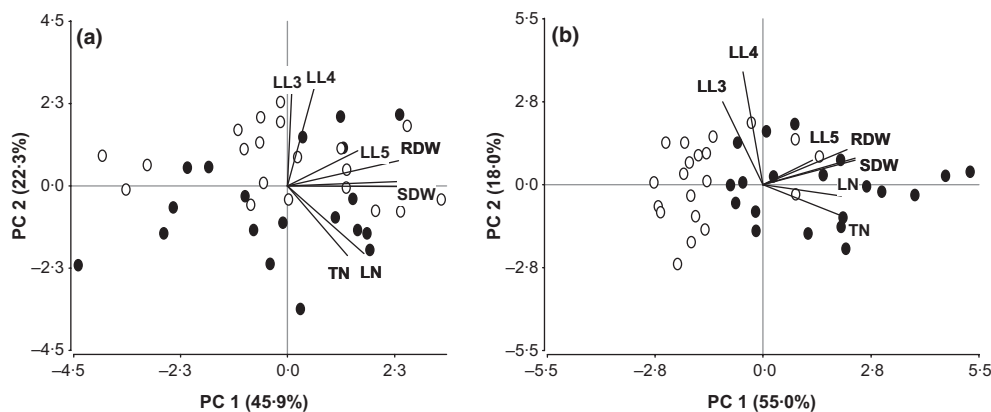 (a)
4·5
2·3
0·0
–2·3
–4·5
PC 2 (22·3%)
LL3
LL4
LL5
RDW
SDW
TN
LN
–4·5
–2·3
0·0
2·3
PC 1 (45·9%)
(b)
5·5
2·8
0·0
–2·8
–5·5
PC 2 (18·0%)
LL4
LL3
LL5
RDW
SDW
LN
TN
–5·5
–2·8
0·0
2·8
5·5
PC 1 (55·0%)